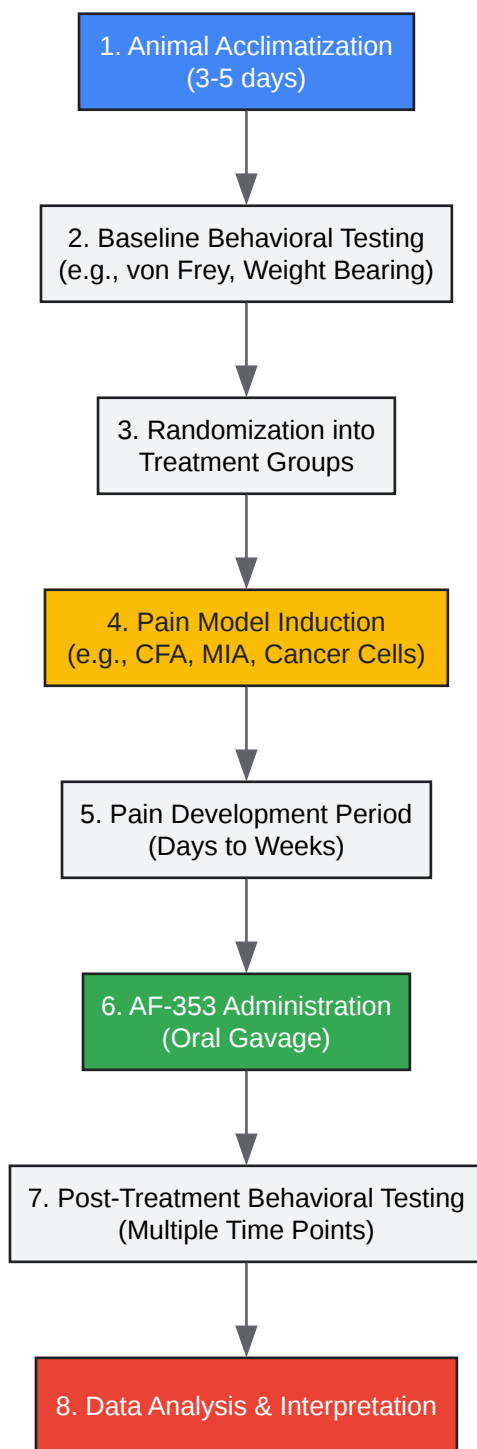 1. Animal Acclimatization
(3-5 days)
2. Baseline Behavioral Testing
(e.g., von Frey, Weight Bearing)
3. Randomization into
Treatment Groups
4. Pain Model Induction
(e.g., CFA, MIA, Cancer Cells)
5. Pain Development Period
(Days to Weeks)
6. AF-353 Administration
(Oral Gavage)
7. Post-Treatment Behavioral Testing
(Multiple Time Points)
8. Data Analysis & Interpretation